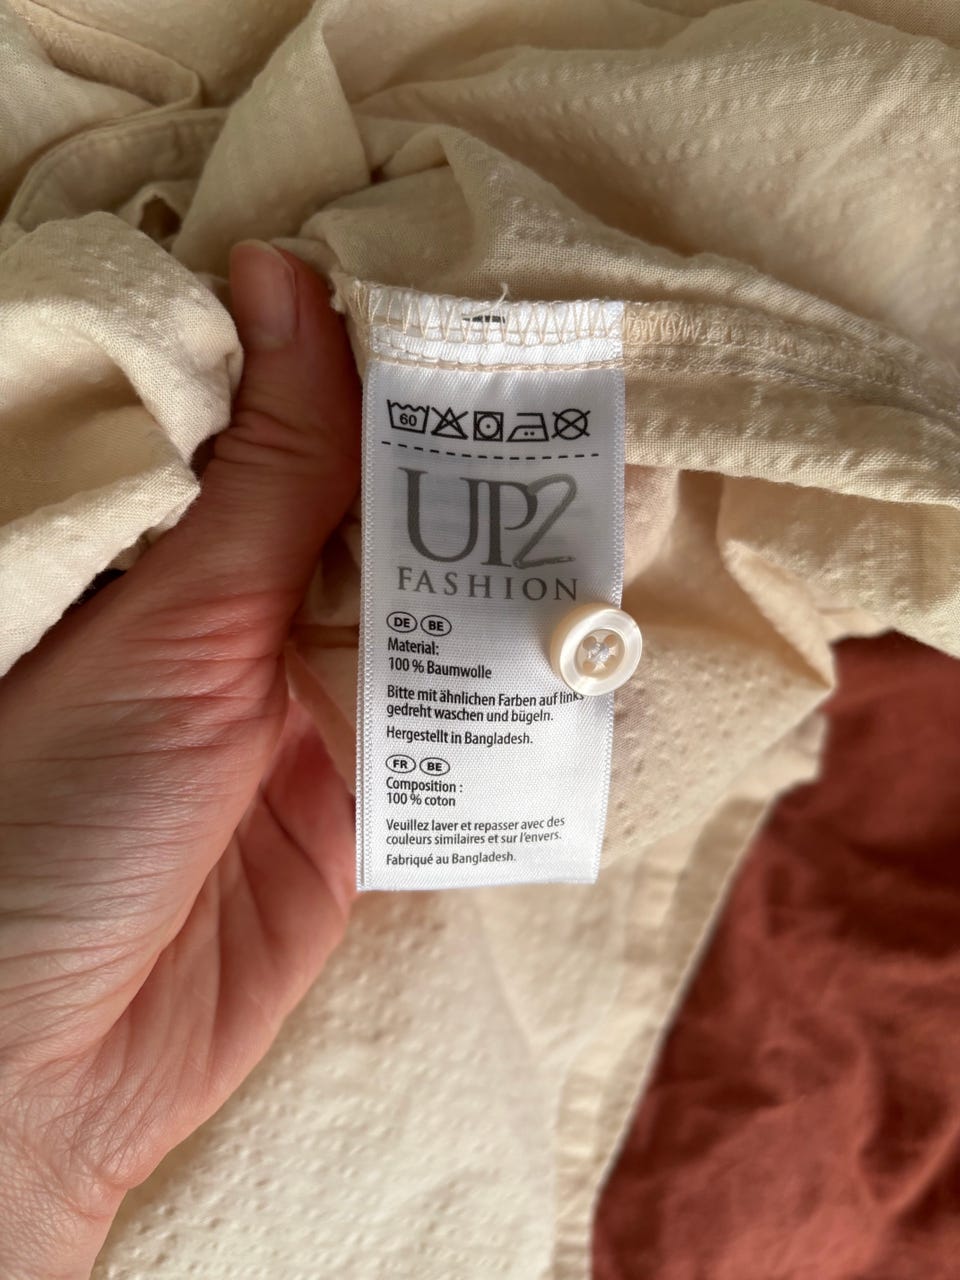 60
UP2
FASHION
DE BE
Material:
100 % Baumwolle
Bitte mit ähnlichen Farben auf links
gedreht waschen und bügeln.
Hergestellt in Bangladesh.
FR BE
Composition :
100 % coton
Veuillez laver et repasser avec des
couleurs similaires et sur l'envers.
Fabriqué au Bangladesh.